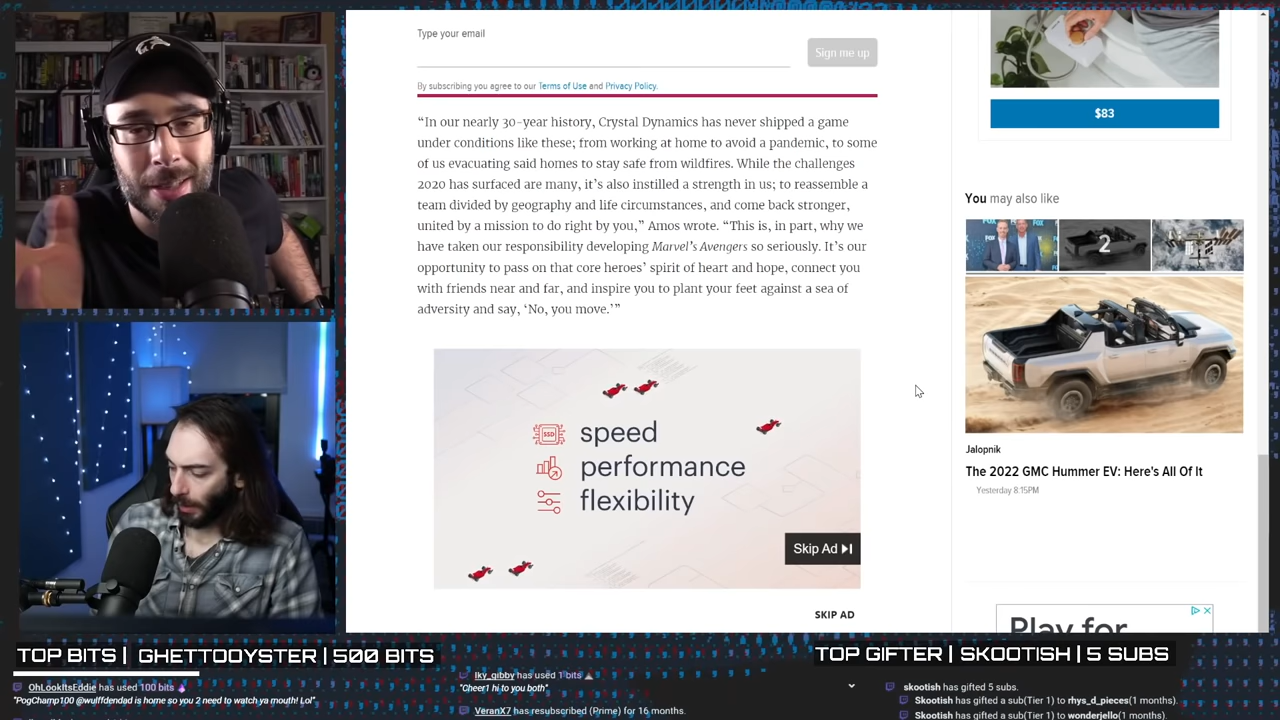 Type your email
Sign me up
By subscribing you agree to our Terms of Use and Privacy Policy.
“In our nearly 30-year history, Crystal Dynamics has never shipped a game
under conditions like these; from working at home to avoid a pandemic, to some
of us evacuating said homes to stay safe from wildfires. While the challenges
2020 has surfaced are many, it’s also instilled a strength in us; to reassemble a
team divided by geography and life circumstances, and come back stronger,
united by a mission to do right by you,” Amos wrote. “This is, in part, why we
have taken our responsibility developing Marvel’s Avengers so seriously. It’s our
opportunity to pass on that core heroes’ spirit of heart and hope, connect you
with friends near and far, and inspire you to plant your feet against a sea of
adversity and say, ‘No, you move.’”
SSD
speed
performance
flexibility
Skip Ad
SKIP AD
$83
You may also like
2
Jalopnik
The 2022 GMC Hummer EV: Here's All Of It
Yesterday 8:15PM
Play for
TOP BITS | GHETTODYSTER | 500 BITS
TOP GIFTER | SKOOTISH | 5 SUBS
OhLookItsEddie has used 100 bits
"PogChamp100 @wulffdendad is home so you 2 need to watch ya mouth! Lol"
lky_gibby has used 1 bits
"Cheer1 hi to you both"
VeranX7 has resubscribed (Prime) for 16 months.
skootish has gifted 5 subs.
Skootish has gifted a sub(Tier 1) to rhys_d_pieces(1 months).
Skootish has gifted a sub(Tier 1) to wonderjello(1 months).